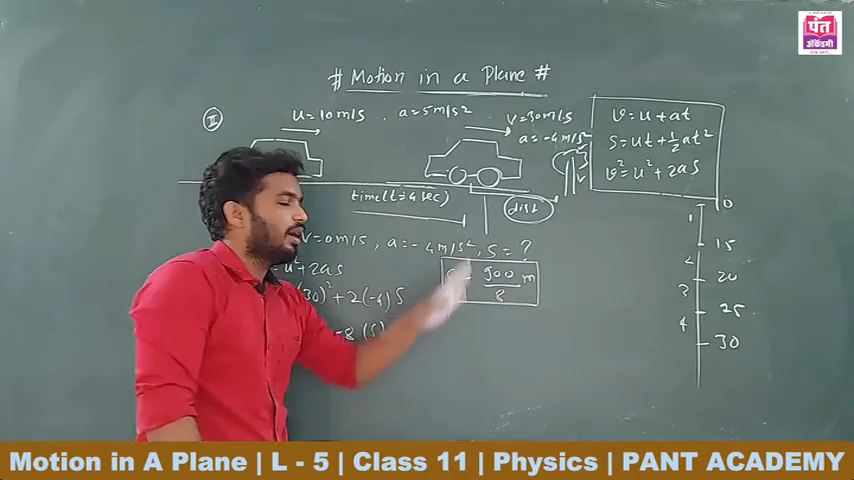 पंत
अॅकॅडमी
# Motion in a Plane #
II
u = 10 m/s , a = 5 m/s²
v = 30 m/s
a = -4 m/s²
v = u + at
s = ut + ½at²
v² = u² + 2as
time (t = 4 sec)
dist
v = 0 m/s , a = -4 m/s² , s = ?
= u² + 2as
(30)² + 2(-4) S
-8 (S)
S = 900/8 m
0
1
15
2
20
3
25
4
30
Motion in A Plane | L - 5 | Class 11 | Physics | PANT ACADEMY